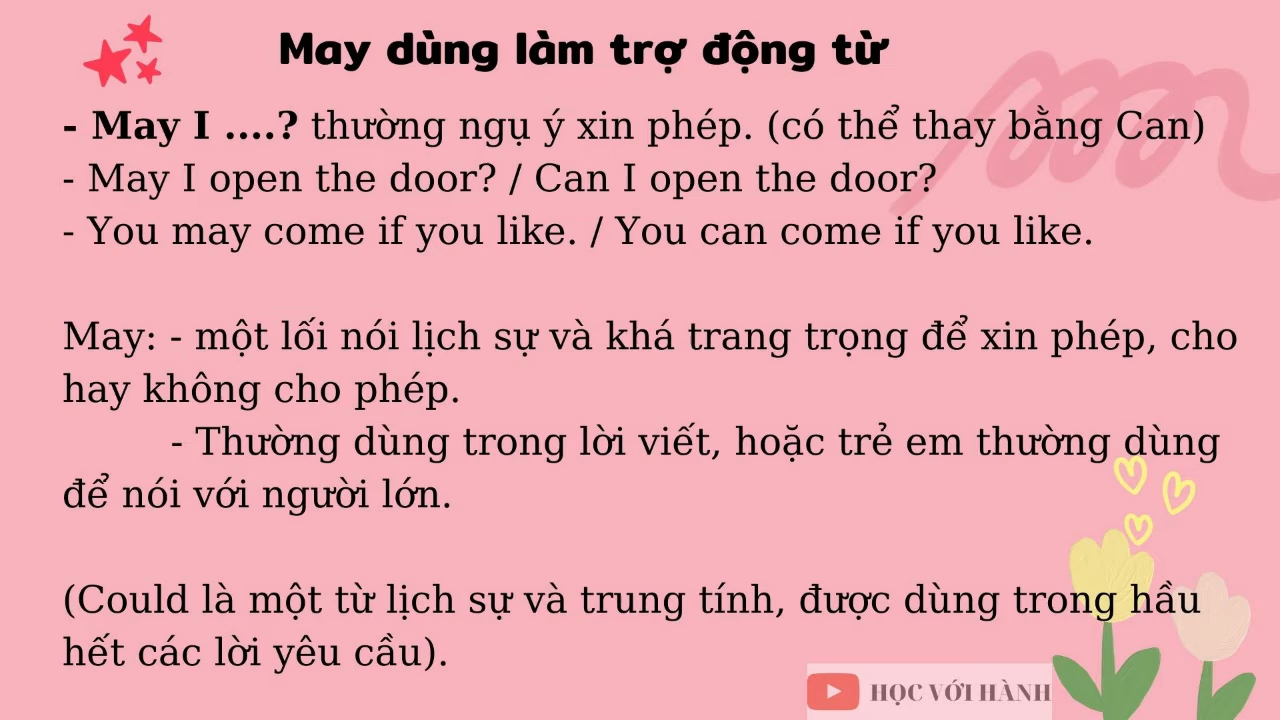 May dùng làm trợ động từ
- May I ....? thường ngụ ý xin phép. (có thể thay bằng Can)
- May I open the door? / Can I open the door?
- You may come if you like. / You can come if you like.
May: - một lối nói lịch sự và khá trang trọng để xin phép, cho
hay không cho phép.
- Thường dùng trong lời viết, hoặc trẻ em thường dùng
để nói với người lớn.
(Could là một từ lịch sự và trung tính, được dùng trong hầu
hết các lời yêu cầu).
HỌC VỚI HÀNH